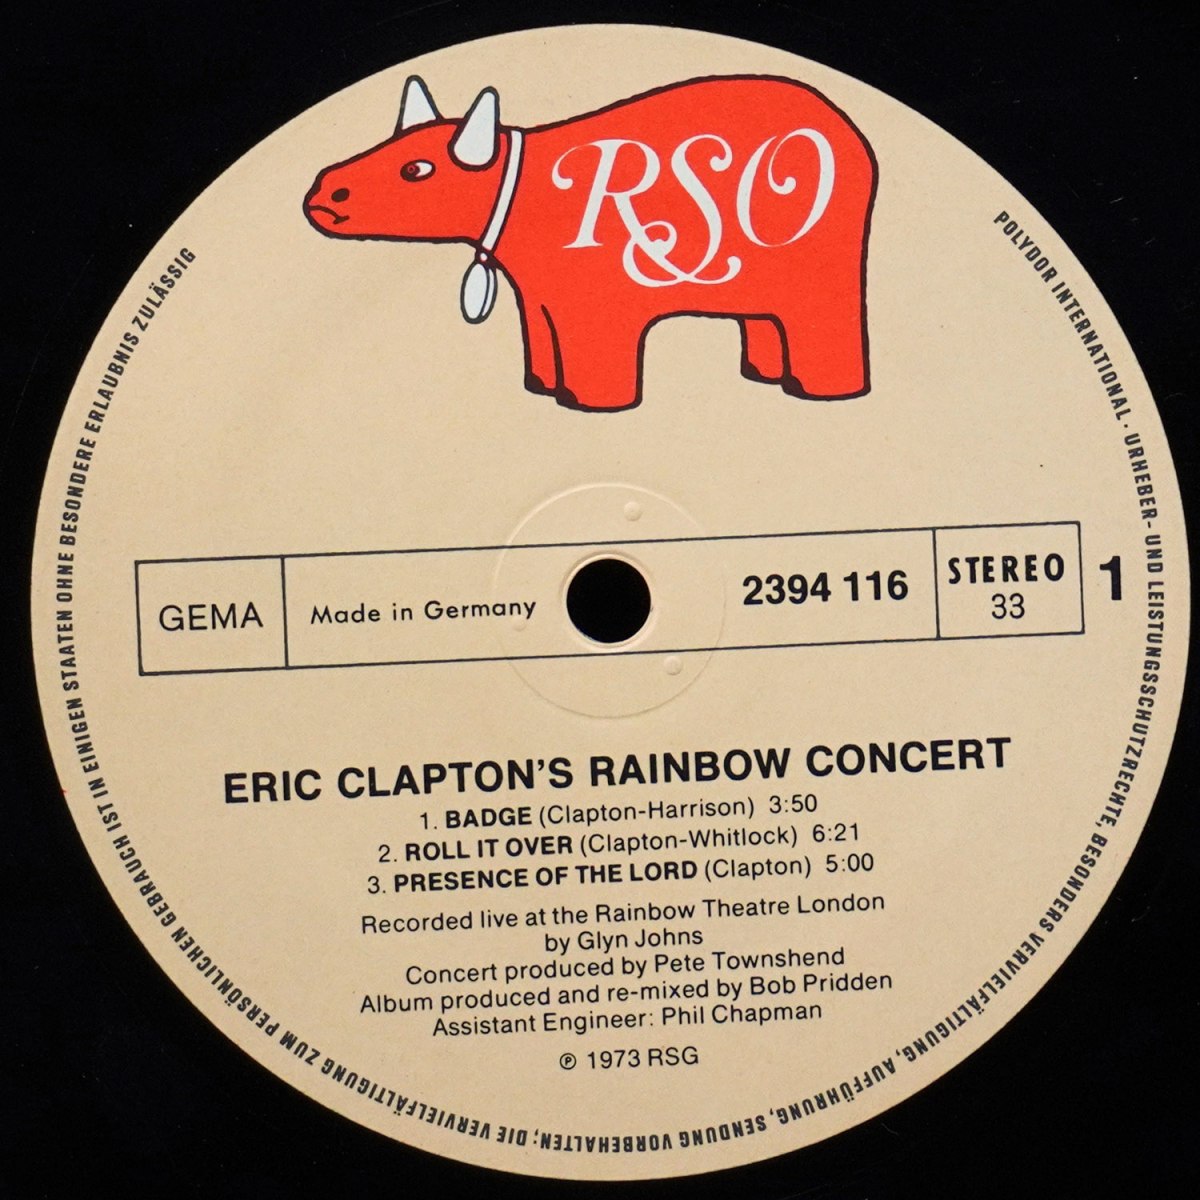 RSO
POLYDOR INTERNATIONAL · URHEBER- UND LEISTUNGSSCHUTZRECHTE, BESONDERS VERVIELFÄLTIGUNG, AUFFÜHRUNG, SENDUNG VORBEHALTEN; DIE VERVIELFÄLTIGUNG ZUM PERSÖNLICHEN GEBRAUCH IST IN EINIGEN STAATEN OHNE BESONDERE ERLAUBNIS ZULÄSSIG
GEMA Made in Germany 2394 116 STEREO 33 1
ERIC CLAPTON'S RAINBOW CONCERT
1. BADGE (Clapton-Harrison) 3:50
2. ROLL IT OVER (Clapton-Whitlock) 6:21
3. PRESENCE OF THE LORD (Clapton) 5:00
Recorded live at the Rainbow Theatre London
by Glyn Johns
Concert produced by Pete Townshend
Album produced and re-mixed by Bob Pridden
Assistant Engineer: Phil Chapman
℗ 1973 RSG